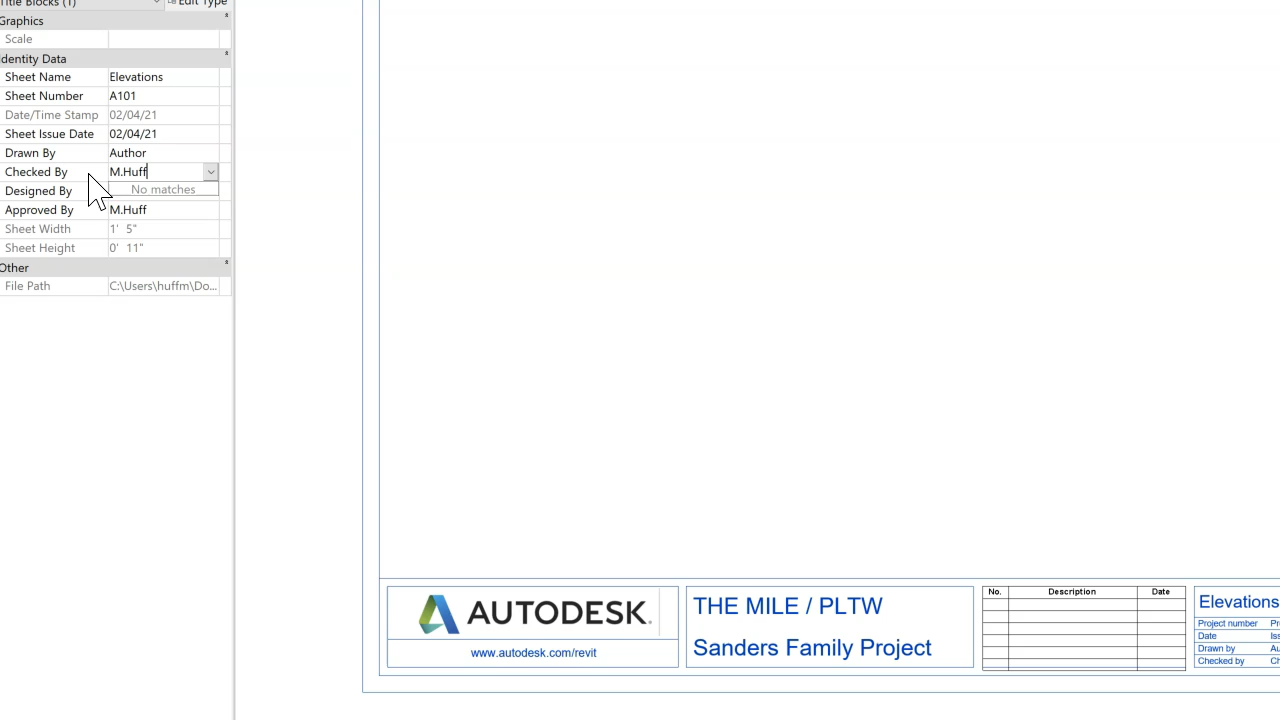 Title Blocks (1) Edit Type
Graphics
Scale
Identity Data
Sheet Name Elevations
Sheet Number A101
Date/Time Stamp 02/04/21
Sheet Issue Date 02/04/21
Drawn By Author
Checked By M.Huff
Designed By No matches
Approved By M.Huff
Sheet Width 1' 5"
Sheet Height 0' 11"
Other
File Path C:\Users\huffm\Do...
AUTODESK.
www.autodesk.com/revit
THE MILE / PLTW
Sanders Family Project
No. Description Date
Elevations
Project number
Date
Drawn by
Checked by